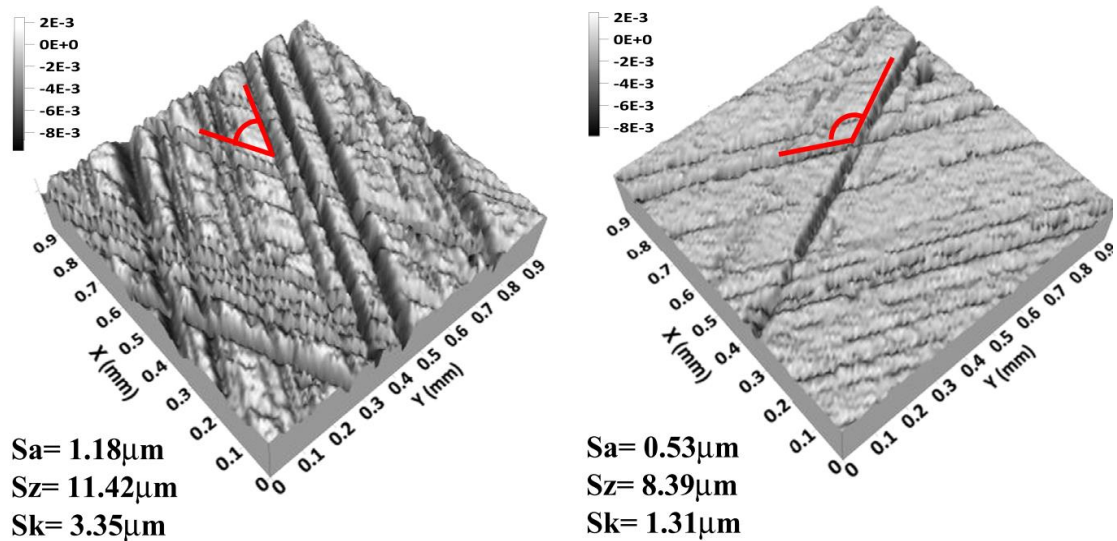 2E-3
0E+0
-2E-3
-4E-3
-6E-3
-8E-3
0.9
0.8
0.7
0.6
0.5
0.4
0.3
0.2
0.1
0
X (mm)
0
0.1
0.2
0.3
0.4
0.5
0.6
0.7
0.8
0.9
Y (mm)
Sa= 1.18μm
Sz= 11.42μm
Sk= 3.35μm
2E-3
0E+0
-2E-3
-4E-3
-6E-3
-8E-3
0.9
0.8
0.7
0.6
0.5
0.4
0.3
0.2
0.1
0
X (mm)
0
0.1
0.2
0.3
0.4
0.5
0.6
0.7
0.8
0.9
Y (mm)
Sa= 0.53μm
Sz= 8.39μm
Sk= 1.31μm